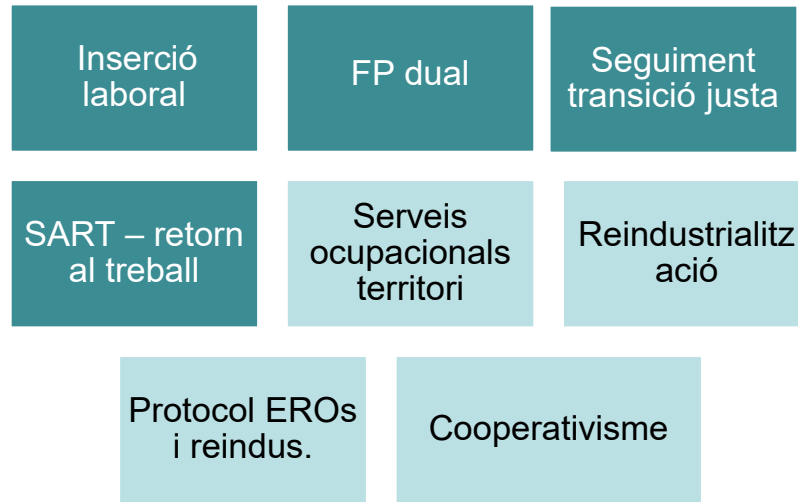 Inserció
laboral
FP dual
Seguiment
transició justa
SART – retorn
al treball
Serveis
ocupacionals
territori
Reindustrialitz
ació
Protocol EROs
i reindus.
Cooperativisme